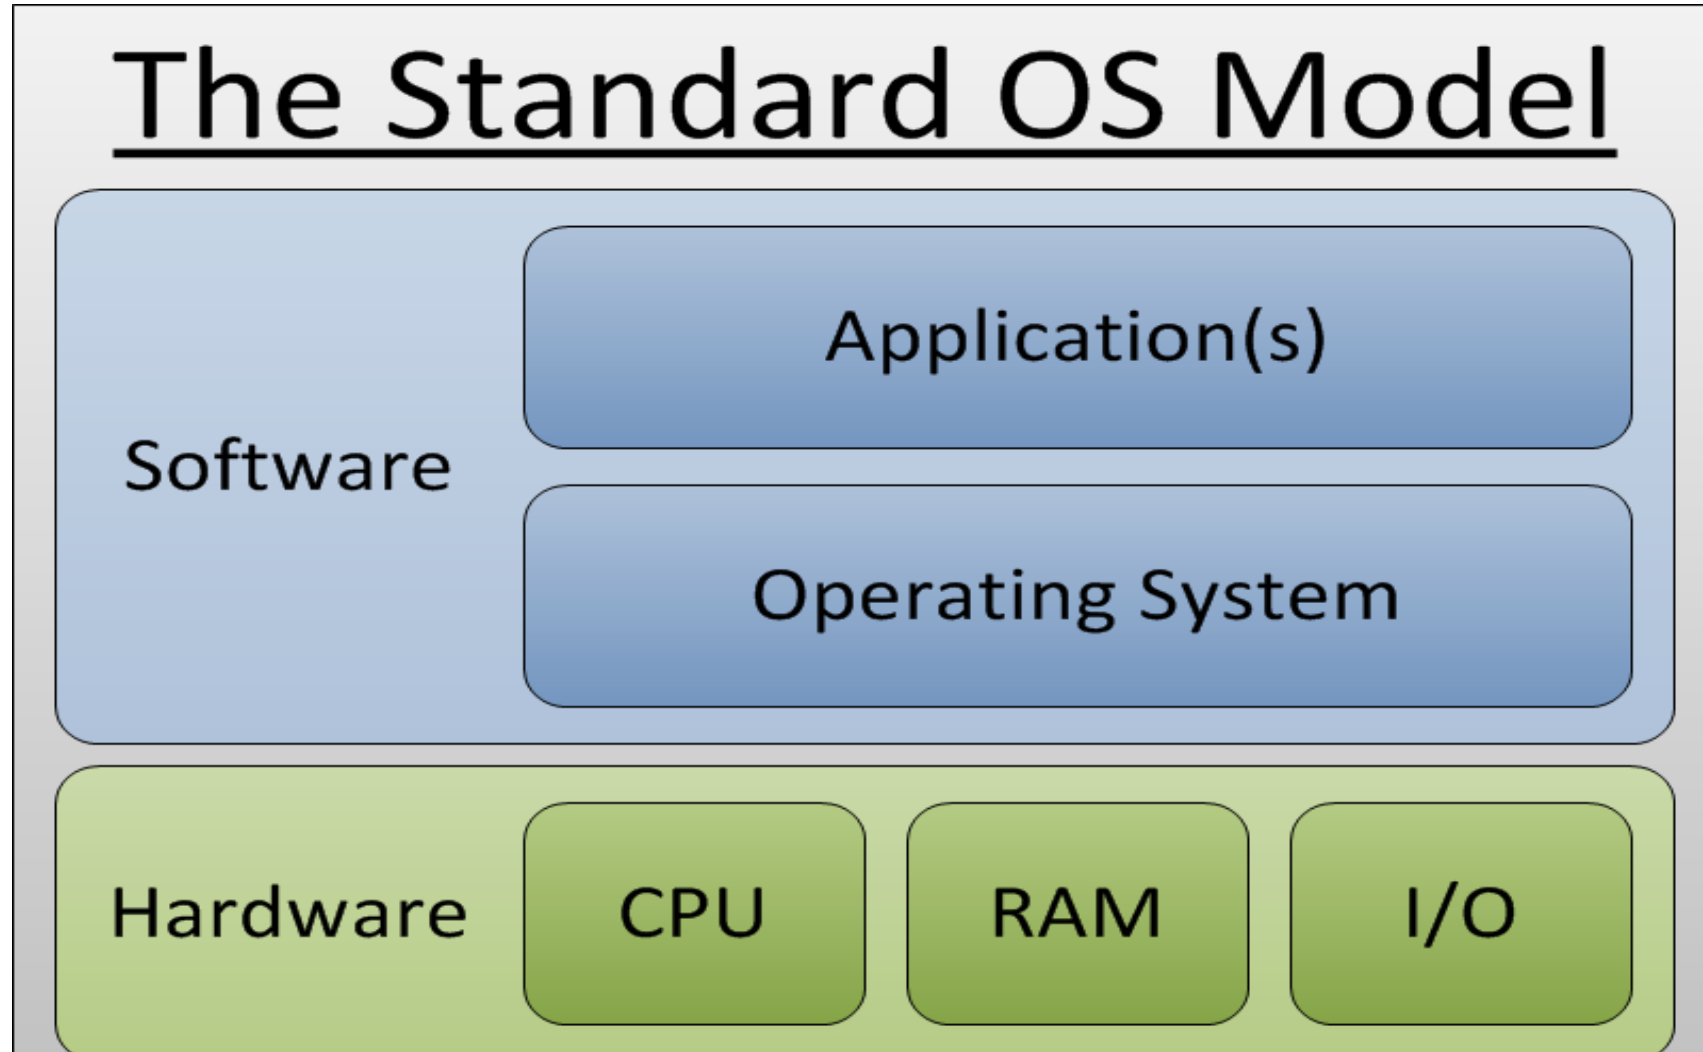 The Standard OS Model
Application(s)
Software
Operating System
Hardware CPU RAM I/O